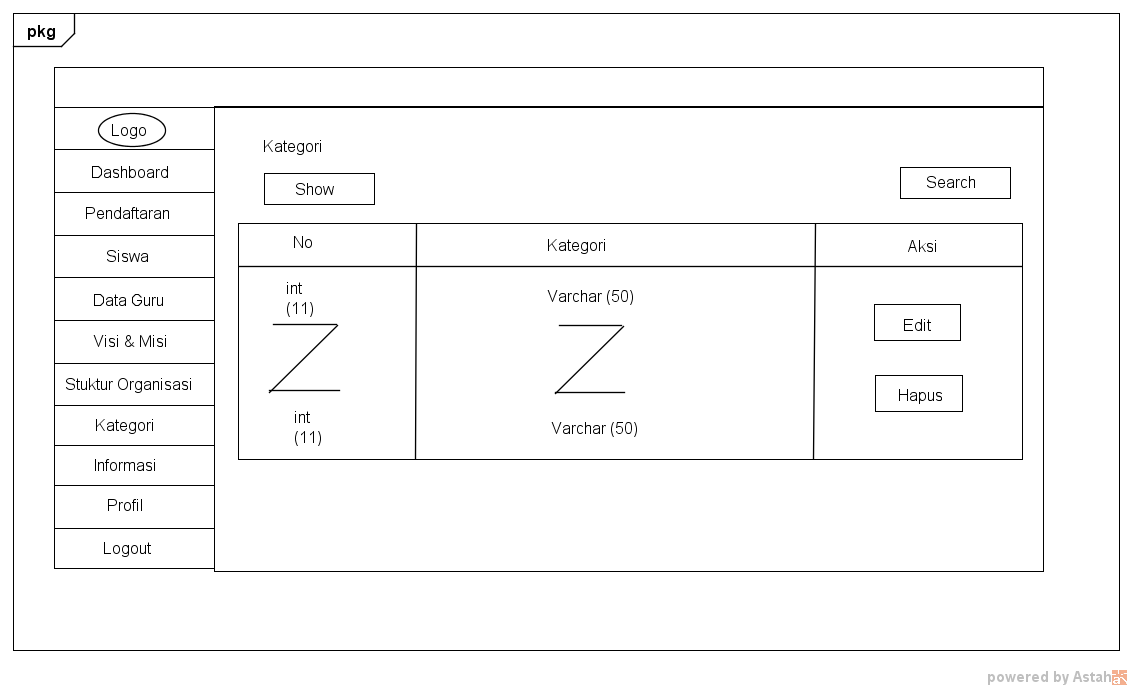 pkg
Logo
Dashboard
Pendaftaran
Siswa
Data Guru
Visi & Misi
Stuktur Organisasi
Kategori
Informasi
Profil
Logout
Kategori
Show
Search
No
Kategori
Aksi
int
(11)
Varchar (50)
Edit
Hapus
int
(11)
Varchar (50)
powered by Astah